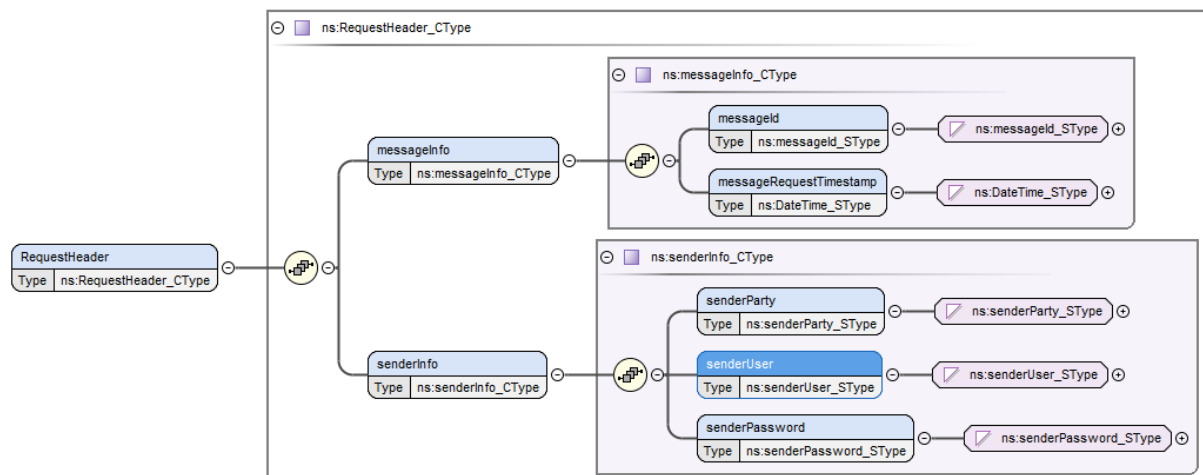 ns:RequestHeader_CType
ns:messageInfo_CType
messageId
Type ns:messageId_SType
ns:messageId_SType
messageInfo
Type ns:messageInfo_CType
messageRequestTimestamp
Type ns:DateTime_SType
ns:DateTime_SType
RequestHeader
Type ns:RequestHeader_CType
ns:senderInfo_CType
senderParty
Type ns:senderParty_SType
ns:senderParty_SType
senderInfo
Type ns:senderInfo_CType
senderUser
Type ns:senderUser_SType
ns:senderUser_SType
senderPassword
Type ns:senderPassword_SType
ns:senderPassword_SType